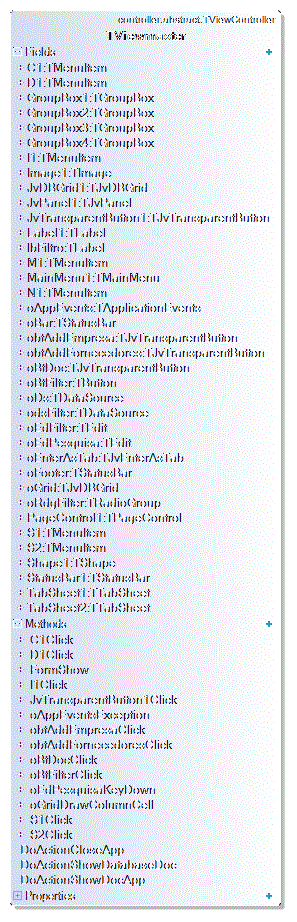 controller.abstract.TViewController
TViewmaster
Fields
C1:TMenuItem
D1:TMenuItem
GroupBox1:TGroupBox
GroupBox2:TGroupBox
GroupBox3:TGroupBox
GroupBox4:TGroupBox
I1:TMenuItem
Image1:TImage
JvDBGrid1:TJvDBGrid
JvPanel1:TJvPanel
JvTransparentButton1:TJvTransparentButton
Label1:TLabel
lbFiltro:TLabel
M1:TMenuItem
MainMenu1:TMainMenu
N1:TMenuItem
oAppEvents:TApplicationEvents
oBar:TStatusBar
obtAddEmpresa:TJvTransparentButton
obtAddFornecedores:TJvTransparentButton
oBtDoc:TJvTransparentButton
oBtFilter:TButton
oDs:TDataSource
odsFilter:TDataSource
oEdFilter:TEdit
oEdPesquisa:TEdit
oEnterAsTab:TJvEnterAsTab
oFooter:TStatusBar
oGrid:TJvDBGrid
oRdgFilter:TRadioGroup
PageControl1:TPageControl
S1:TMenuItem
S2:TMenuItem
Shape1:TShape
StatusBar1:TStatusBar
TabSheet1:TTabSheet
TabSheet2:TTabSheet
Methods
C1Click
D1Click
FormShow
I1Click
JvTransparentButton1Click
oAppEventsException
obtAddEmpresaClick
obtAddFornecedoresClick
oBtDocClick
oBtFilterClick
oEdPesquisaKeyDown
oGridDrawColumnCell
S1Click
S2Click
DoActionCloseApp
DoActionShowDatabaseDoc
DoActionShowDocApp
Properties